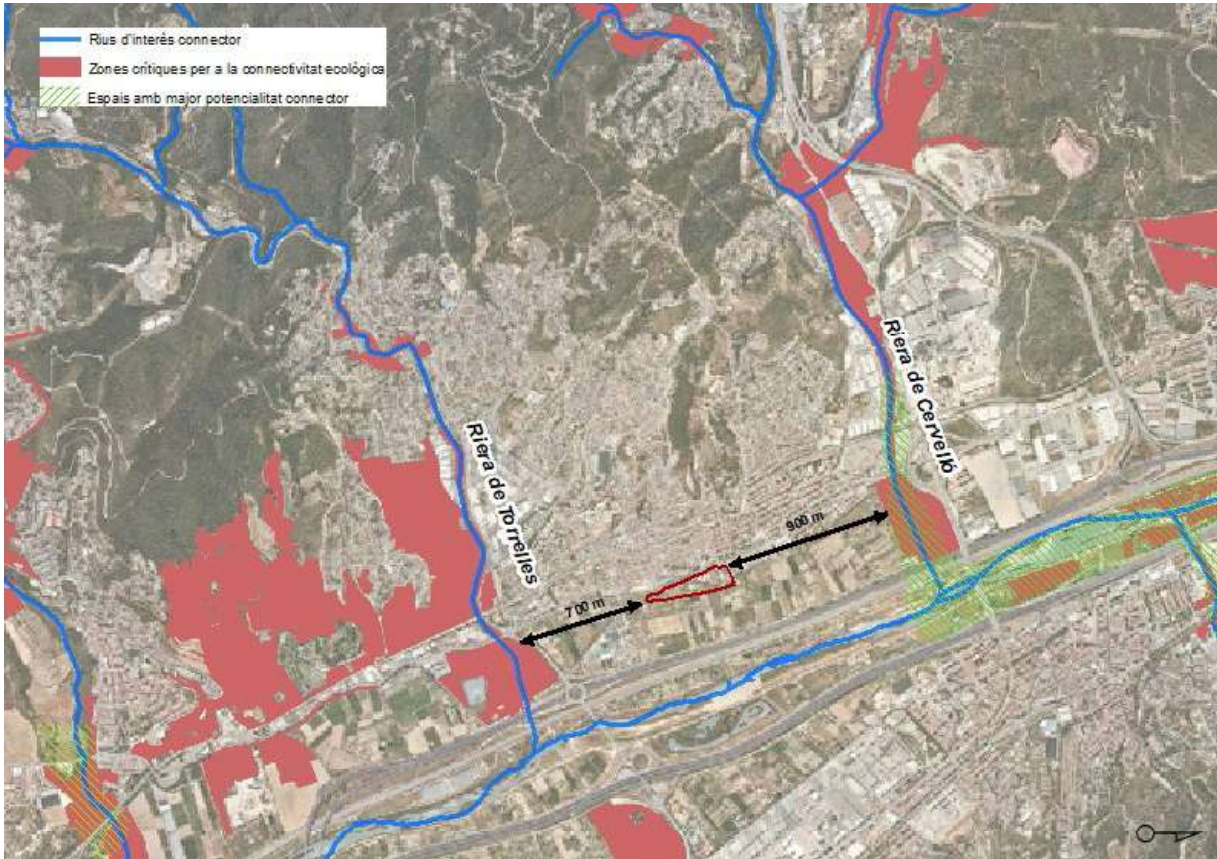 Rius d'interès connector
Zones crítiques per a la connectivitat ecològica
Espais amb major potencialitat connector
Riera de Cervelló
Riera de Torrelles
900 m
700 m